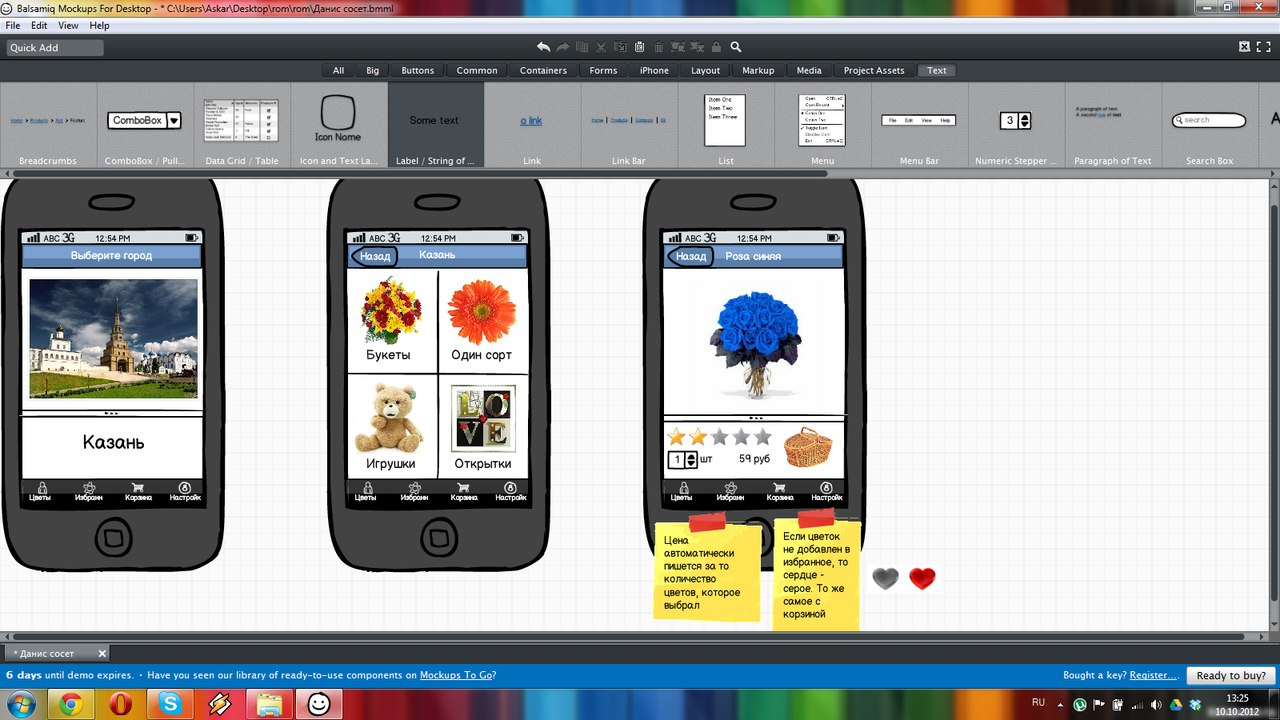 Balsamiq Mockups For Desktop - * C:\Users\Askar\Desktop\rom\rom\Данис сосет.bmml
File Edit View Help
Quick Add
All Big Buttons Common Containers Forms iPhone Layout Markup Media Project Assets Text
Home > Products > Xyz > Features
ComboBox
Icon Name
Some text
a link
Home | Products | Company |
Item One
Item Two
Item Three
File Edit View Help
3
A paragraph of text.
A second row of text.
search
Breadcrumbs ComboBox / Pull... Data Grid / Table Icon and Text La... Label / String of ... Link Link Bar List Menu Menu Bar Numeric Stepper ... Paragraph of Text Search Box
ABC 3G 12:54 PM
Выберите город
Казань
Цветы Избранн Корзина Настройк
ABC 3G 12:54 PM
Назад Казань
Букеты Один сорт
LOVE
Игрушки Открытки
Цветы Избранн Корзина Настройк
ABC 3G 12:54 PM
Назад Роза синяя
1 шт 59 руб
Цветы Избранн Корзина Настройк
Цена
автоматически
пишется за то
количество
цветов, которое
выбрал
Если цветок
не добавлен в
избранное, то
сердце -
серое. То же
самое с
корзиной
* Данис сосет
6 days until demo expires. - Have you seen our library of ready-to-use components on Mockups To Go?
Bought a key? Register... Ready to buy?
RU
13:25
10.10.2012